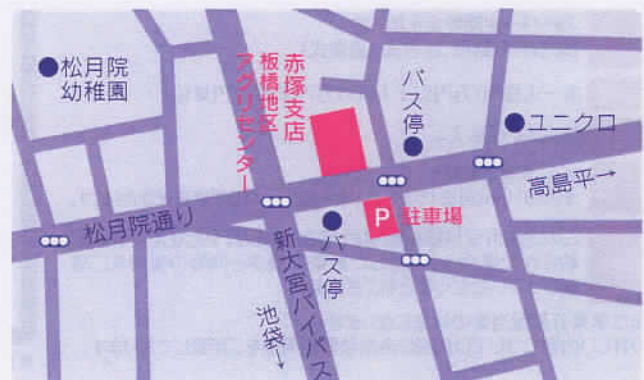 松月院
幼稚園
赤塚支店
板橋地区
アグリセンター
バス停
ユニクロ
高島平→
松月院通り
P 駐車場
バス停
新大宮バイパス
池袋→